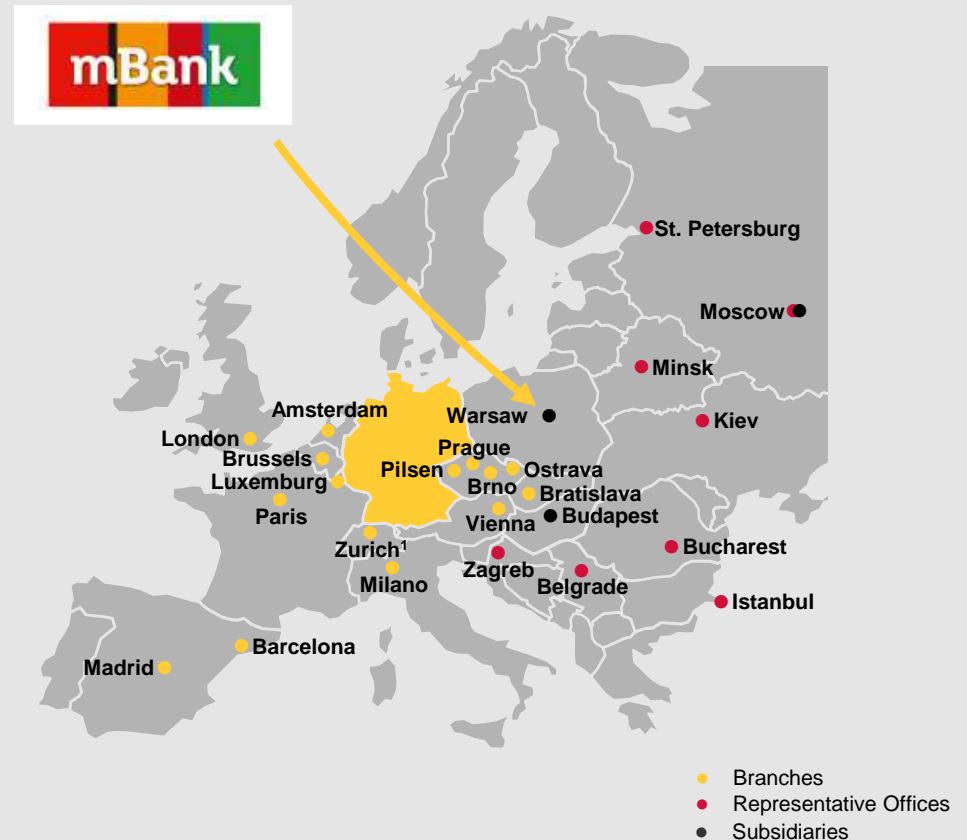 mBank
St. Petersburg
Moscow
Minsk
Amsterdam
Warsaw
Kiev
London
Prague
Brussels
Pilsen
Ostrava
Luxemburg
Brno
Bratislava
Paris
Vienna
Budapest
Zurich¹
Bucharest
Zagreb
Milano
Belgrade
Istanbul
Barcelona
Madrid
Branches
Representative Offices
Subsidiaries